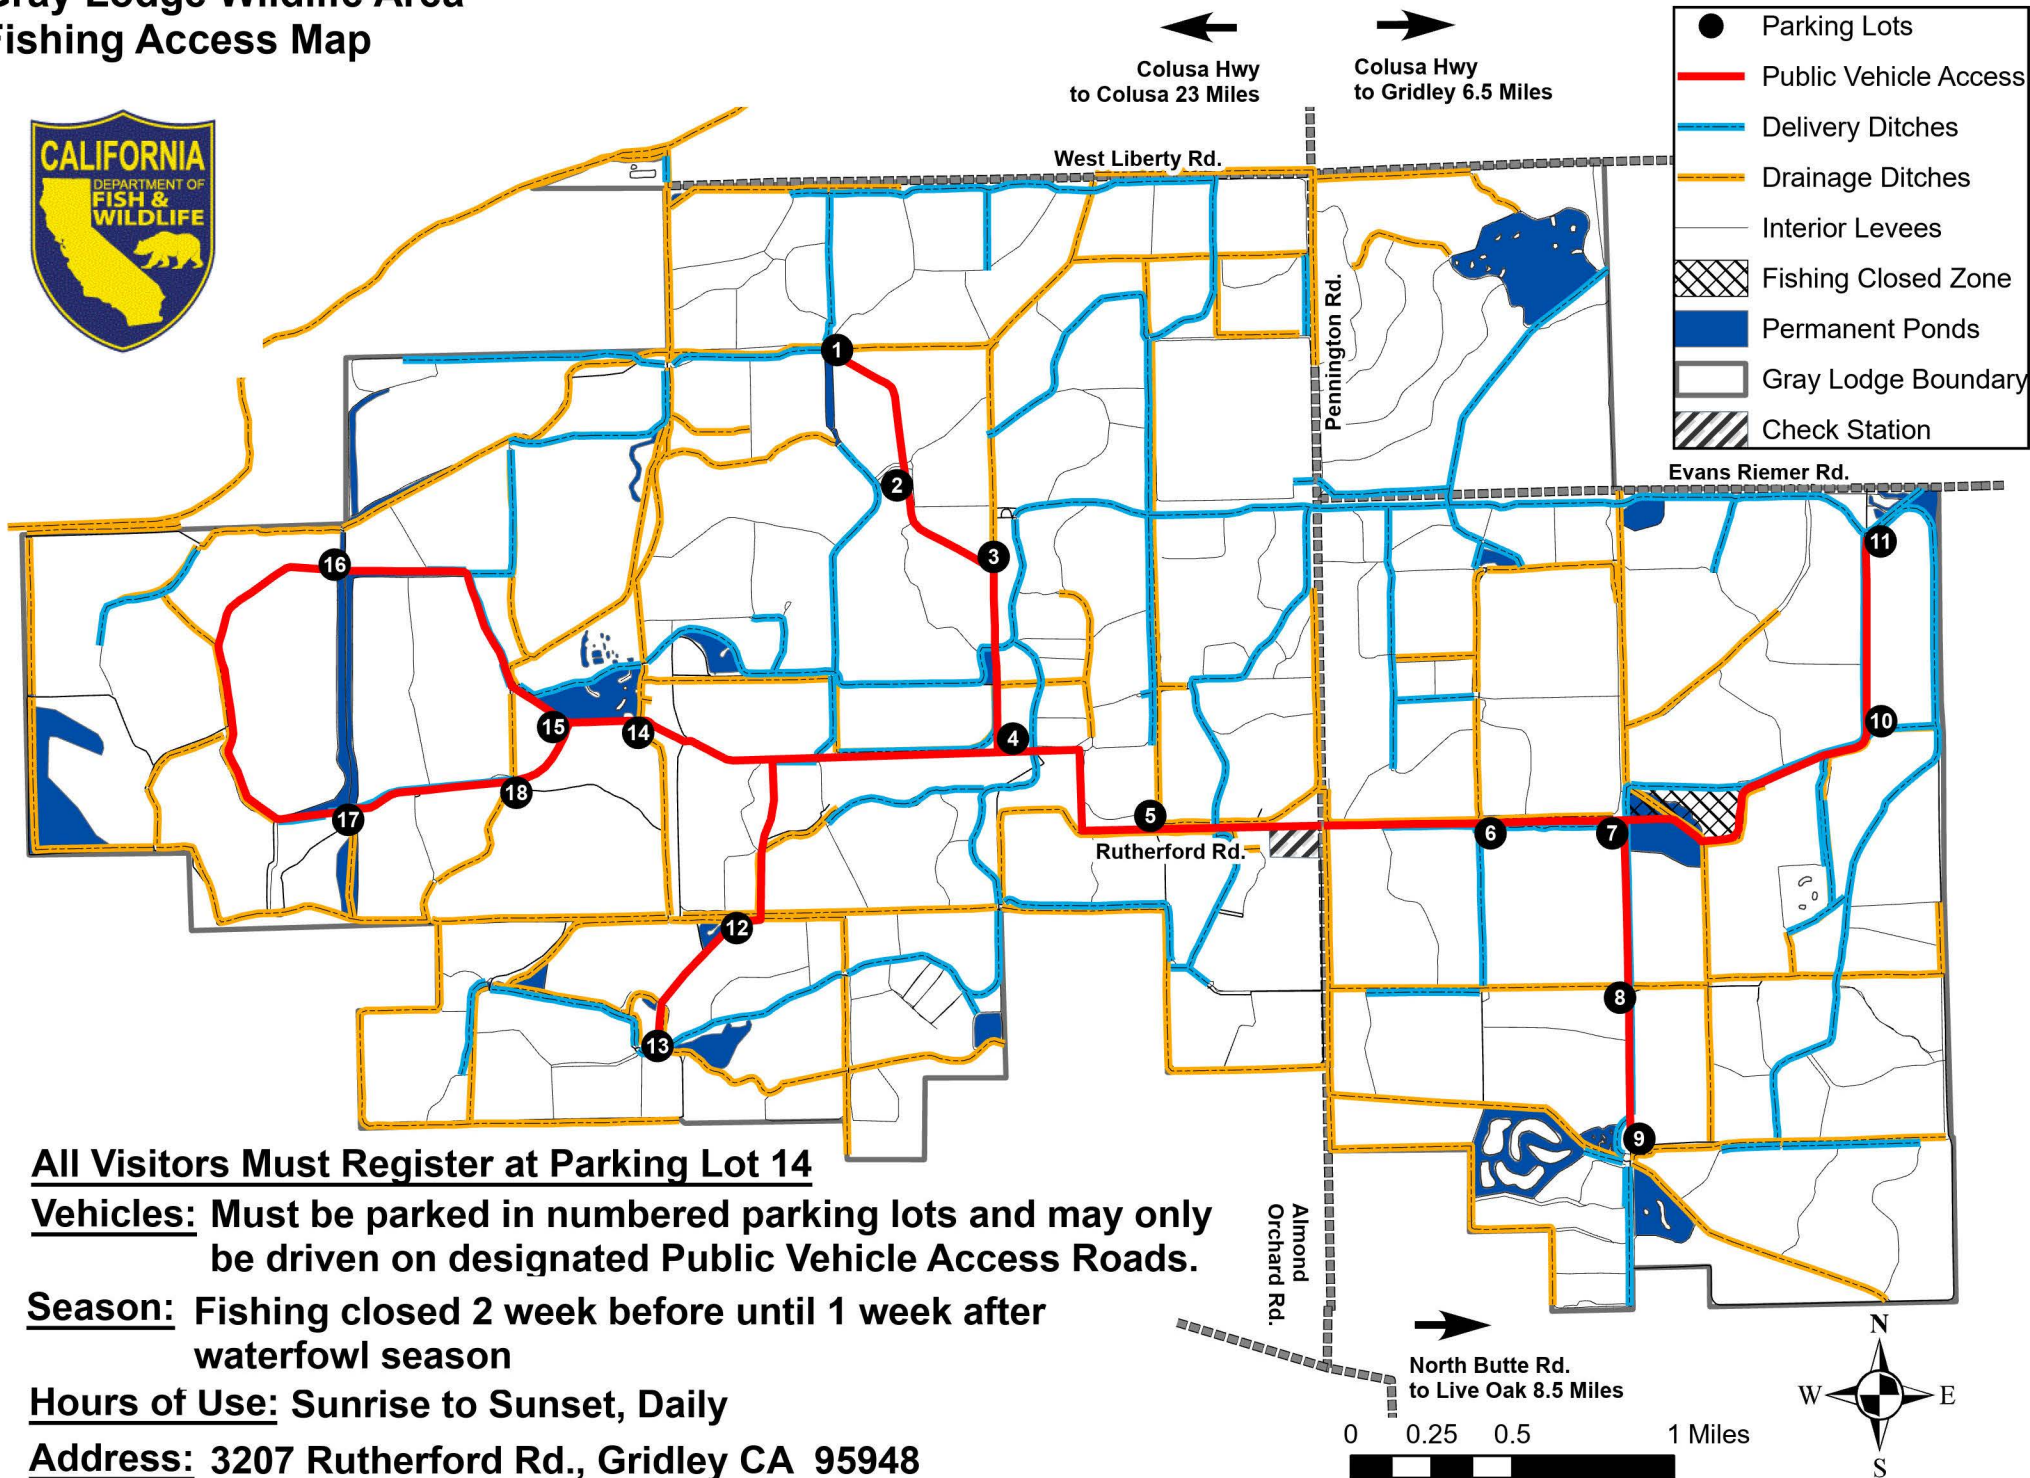 Gray Lodge Wildlife Area
Fishing Access Map
CALIFORNIA
DEPARTMENT OF
FISH &
WILDLIFE
Colusa Hwy
to Colusa 23 Miles
Colusa Hwy
to Gridley 6.5 Miles
Parking Lots
Public Vehicle Access
Delivery Ditches
Drainage Ditches
Interior Levees
Fishing Closed Zone
Permanent Ponds
Gray Lodge Boundary
Check Station
West Liberty Rd.
Pennington Rd.
Evans Riemer Rd.
1
2
3
11
16
10
15
14
4
18
17
5
6
7
Rutherford Rd.
12
8
13
9
All Visitors Must Register at Parking Lot 14
Vehicles: Must be parked in numbered parking lots and may only
be driven on designated Public Vehicle Access Roads.
Season: Fishing closed 2 week before until 1 week after
waterfowl season
Hours of Use: Sunrise to Sunset, Daily
Address: 3207 Rutherford Rd., Gridley CA 95948
Almond
Orchard Rd.
North Butte Rd.
to Live Oak 8.5 Miles
0 0.25 0.5 1 Miles
N
W E
S